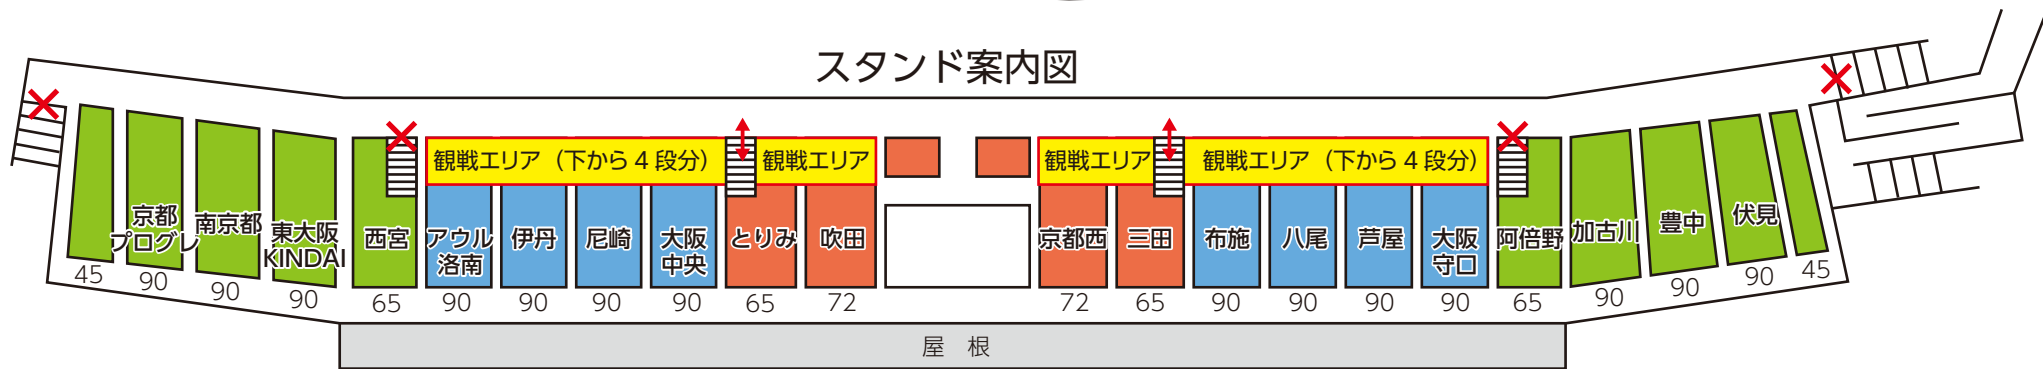 スタンド案内図
観戦エリア（下から4段分）
観戦エリア
観戦エリア
観戦エリア（下から4段分）
京都
プログレ
南京都
東大阪
KINDAI
西宮
アウル
洛南
伊丹
尼崎
大阪
中央
とりみ
吹田
京都西
三田
布施
八尾
芦屋
大阪
守口
阿倍野
加古川
豊中
伏見
45
90
90
90
65
90
90
90
90
65
72
72
65
90
90
90
90
65
90
90
90
45
屋 根